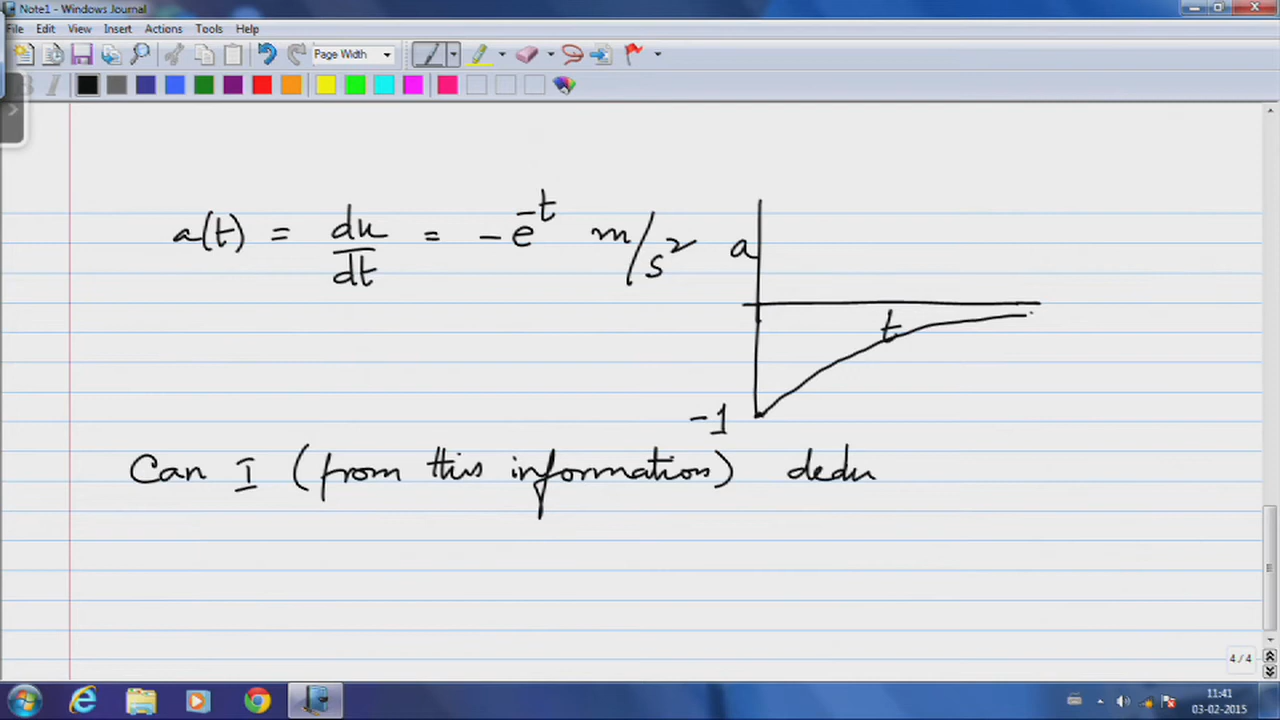 Note1 - Windows Journal
File Edit View Insert Actions Tools Help
Page Width
a(t) = du/dt = -e^-t m/s^2
a
t
-1
Can I (from this information) dedu
4 / 4
11:41
03-02-2015